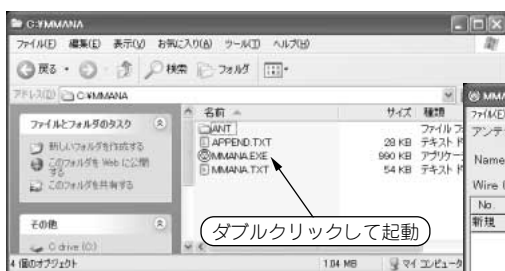 C:¥MMANA
ファイル(F) 編集(E) 表示(V) お気に入り(A) ツール(T) ヘルプ(H)
戻る 検索 フォルダ
アドレス(D) C:¥MMANA
ファイルとフォルダのタスク
新しいフォルダを作成する
このフォルダを Web に公開する
このフォルダを共有する
その他
C drive (C:)
名前 サイズ 種類
ANT ファイル フ
APPEND.TXT 28 KB テキスト ド
MMANA.EXE 990 KB アプリケー
MMANA.TXT 54 KB テキスト ド
ダブルクリックして起動
4 個のオブジェクト 1.04 MB マイ コンピュータ
MMA
ファイル(F)
アンテ
Name
Wire (
No.
新規